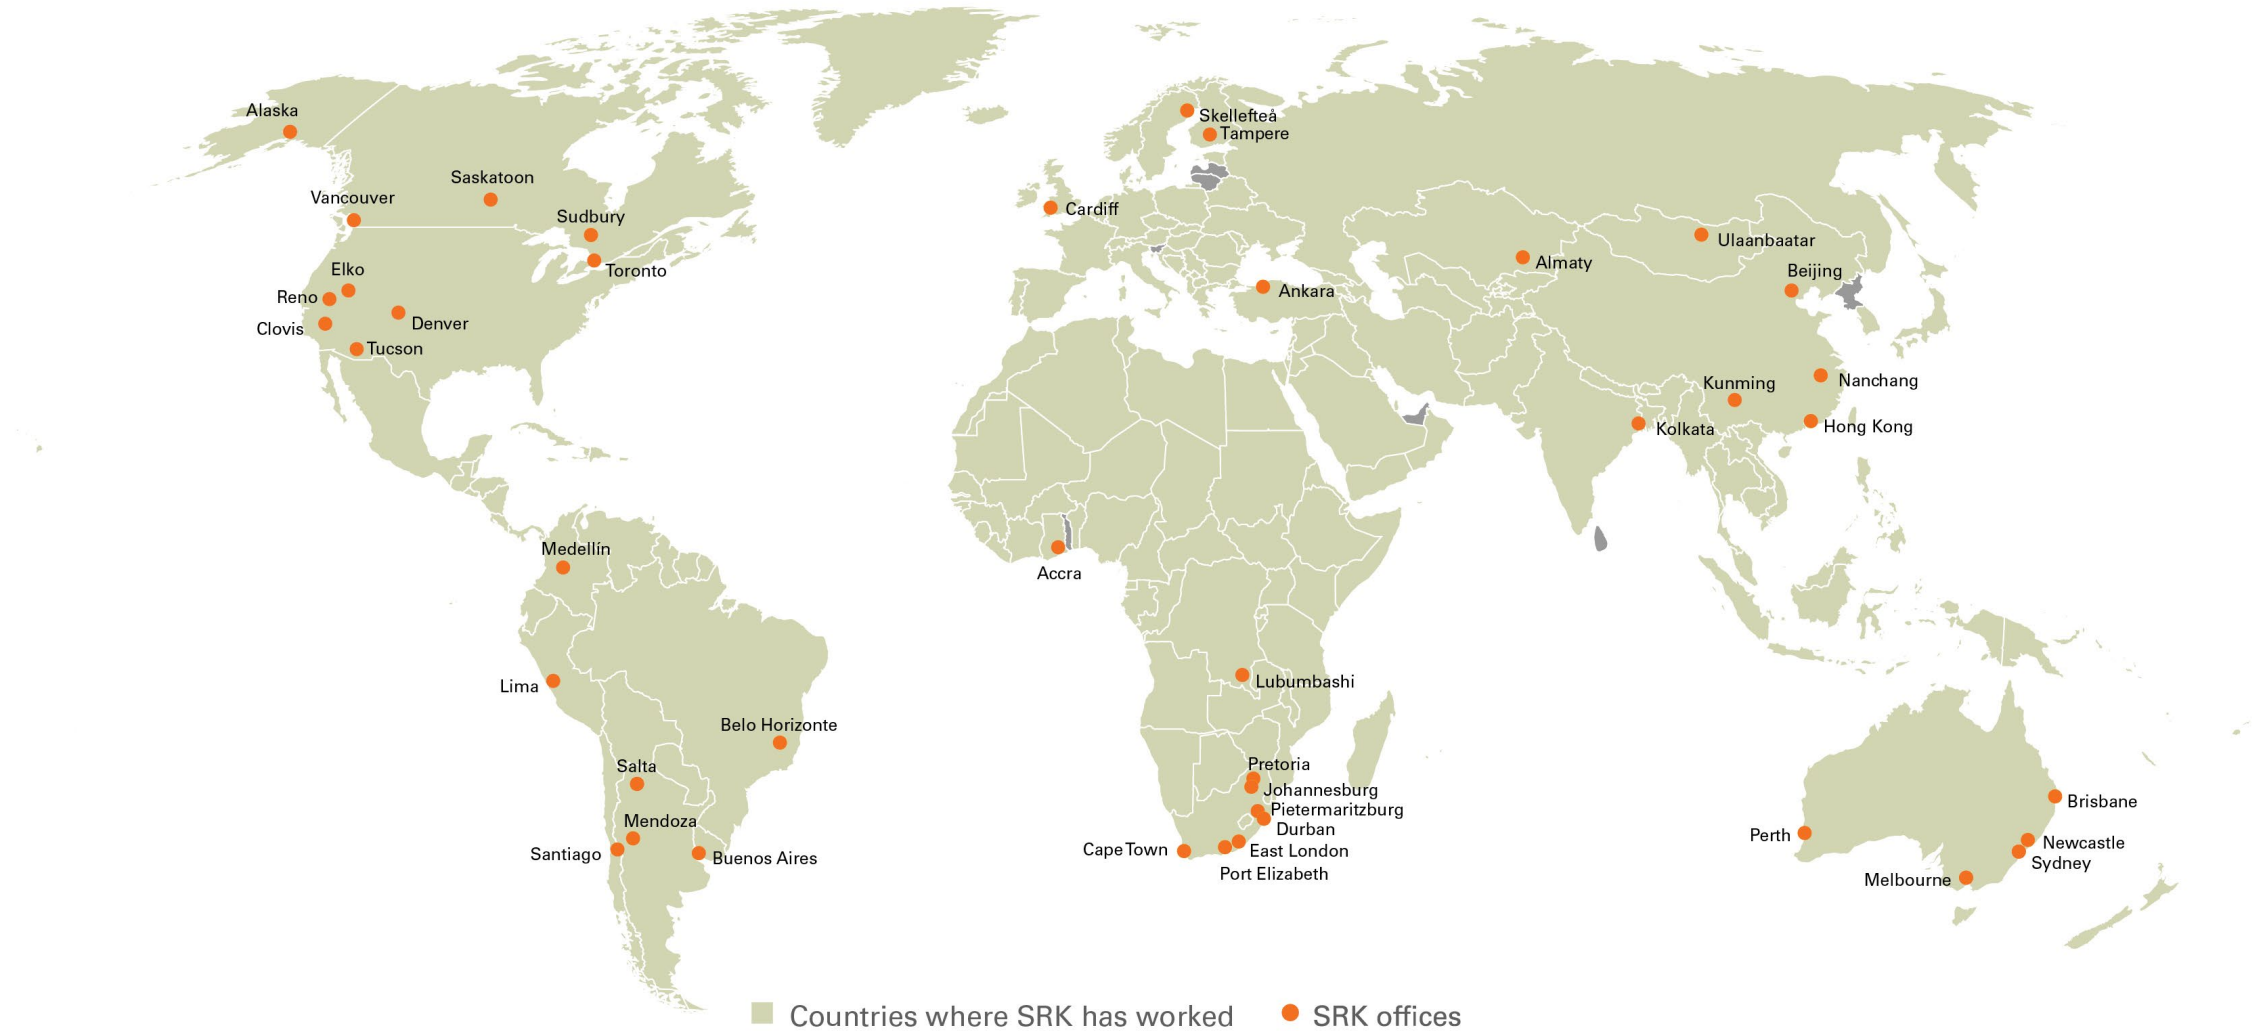 Alaska
Skellefteå
Tampere
Saskatoon
Vancouver
Cardiff
Sudbury
Ulaanbaatar
Almaty
Toronto
Elko
Beijing
Ankara
Reno
Clovis
Denver
Tucson
Kunming
Nanchang
Hong Kong
Kolkata
Medellín
Accra
Lubumbashi
Lima
Belo Horizonte
Pretoria
Salta
Johannesburg
Brisbane
Pietermaritzburg
Mendoza
Durban
Perth
Newcastle
Cape Town
East London
Santiago
Buenos Aires
Sydney
Port Elizabeth
Melbourne
Countries where SRK has worked
SRK offices